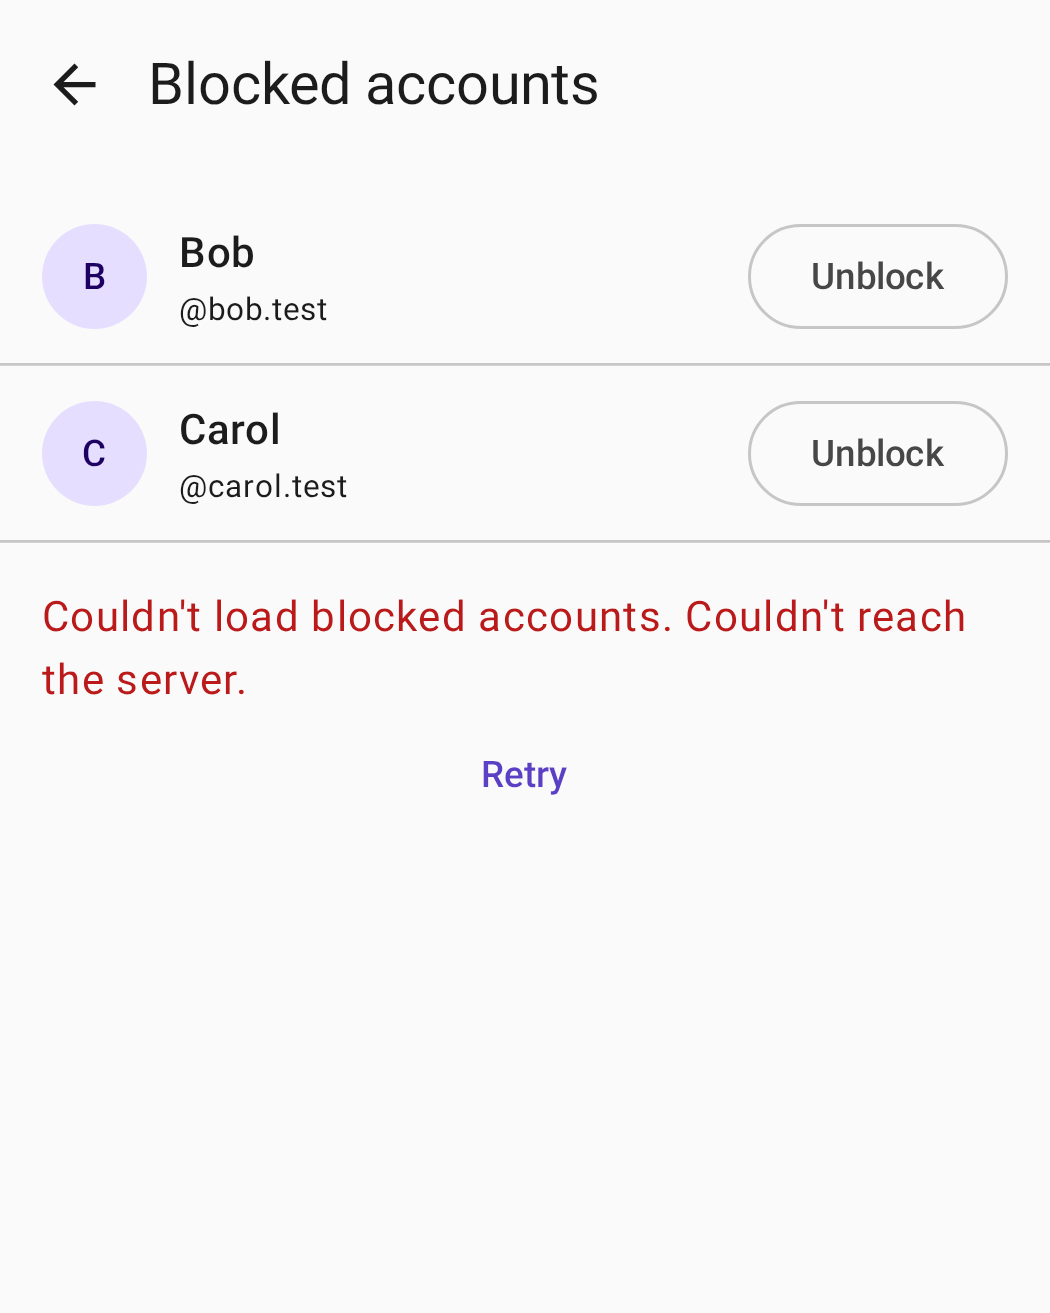 Blocked accounts
B
Bob
@bob.test
Unblock
C
Carol
@carol.test
Unblock
Couldn't load blocked accounts. Couldn't reach
the server.
Retry